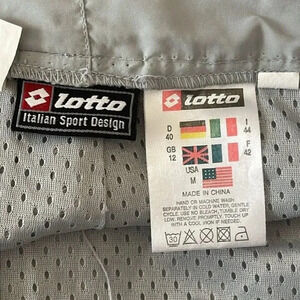 lotto
Italian Sport Design
lotto
D
40
I
44
GB
12
F
42
USA
M
MADE IN CHINA
HAND OR MACHINE WASH
SEPARATELY IN COLD WATER, GENTLE
CYCLE. USE NO BLEACH, TUMBLE DRY
LOW. REMOVE PROMPTLY. TOUCH UP
WITH A COOL IRON IF NEEDED
30